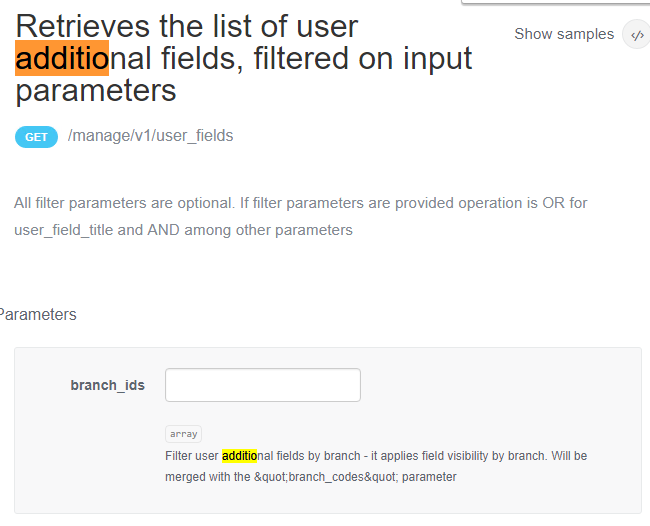 Retrieves the list of user
additional fields, filtered on input
parameters
Show samples </>
GET /manage/v1/user_fields
All filter parameters are optional. If filter parameters are provided operation is OR for
user_field_title and AND among other parameters
Parameters
branch_ids
array
Filter user additional fields by branch - it applies field visibility by branch. Will be
merged with the &quot;branch_codes&quot; parameter